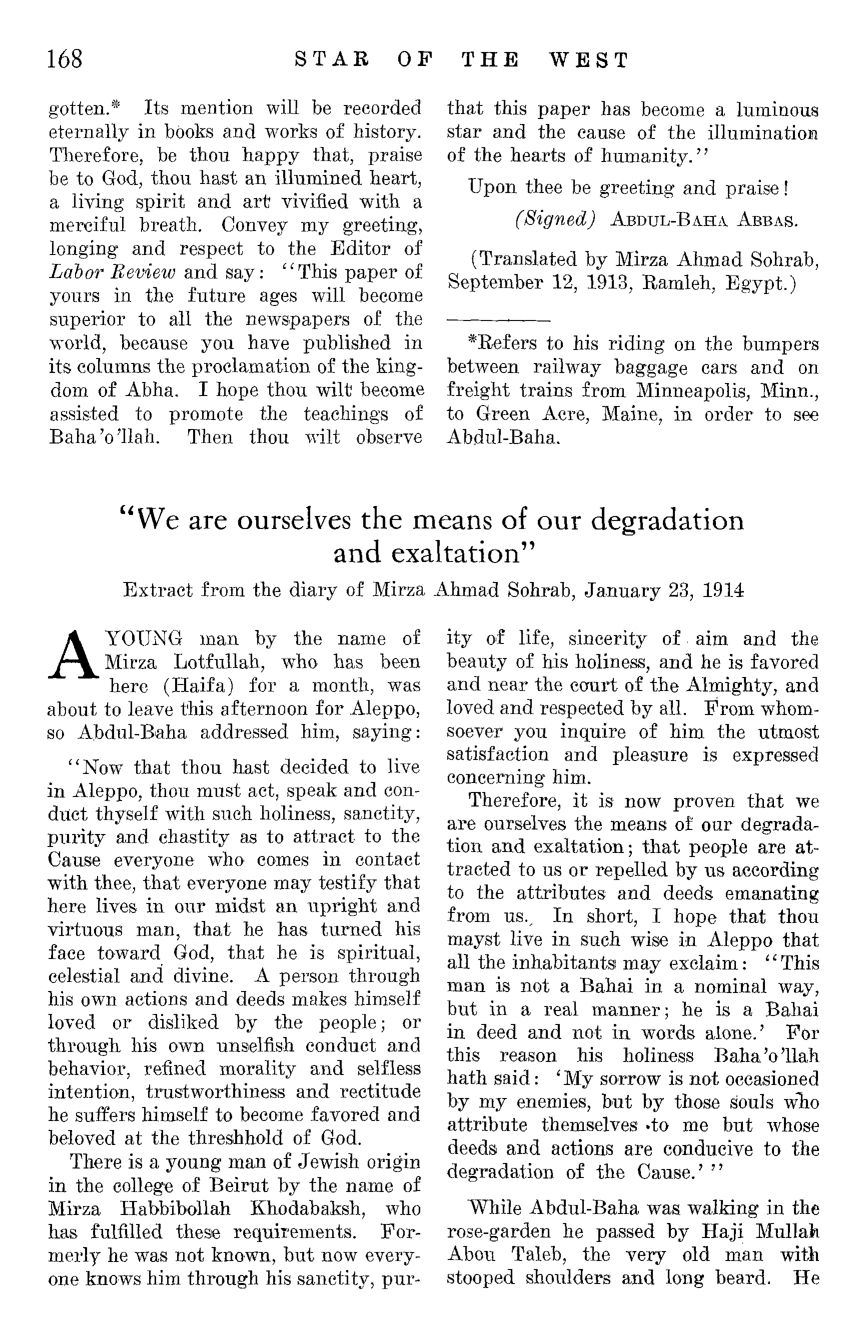 168 STAR OF THE WEST
gotten.* Its mention will be recorded
eternally in books and works of history.
Therefore, be thou happy that, praise
be to God, thou hast an illumined heart,
a living spirit and art vivified with a
merciful breath. Convey my greeting,
longing and respect to the Editor of
Labor Review and say: “This paper of
yours in the future ages will become
superior to all the newspapers of the
world, because you have published in
its columns the proclamation of the king-
dom of Abha. I hope thou wilt become
assisted to promote the teachings of
Baha’o’llah. Then thou wilt observe
that this paper has become a luminous
star and the cause of the illumination
of the hearts of humanity.”
Upon thee be greeting and praise!
(Signed) ABDUL-BAHA ABBAS.
(Translated by Mirza Ahmad Sohrab,
September 12, 1913, Ramleh, Egypt.)
*Refers to his riding on the bumpers
between railway baggage cars and on
freight trains from Minneapolis, Minn.,
to Green Acre, Maine, in order to see
Abdul-Baha.
“We are ourselves the means of our degradation
and exaltation”
Extract from the diary of Mirza Ahmad Sohrab, January 23, 1914
A YOUNG man by the name of
Mirza Lotfullah, who has been
here (Haifa) for a month, was
about to leave this afternoon for Aleppo,
so Abdul-Baha addressed him, saying:
“Now that thou hast decided to live
in Aleppo, thou must act, speak and con-
duct thyself with such holiness, sanctity,
purity and chastity as to attract to the
Cause everyone who comes in contact
with thee, that everyone may testify that
here lives in our midst an upright and
virtuous man, that he has turned his
face toward God, that he is spiritual,
celestial and divine. A person through
his own actions and deeds makes himself
loved or disliked by the people; or
through his own unselfish conduct and
behavior, refined morality and selfless
intention, trustworthiness and rectitude
he suffers himself to become favored and
beloved at the threshhold of God.
There is a young man of Jewish origin
in the college of Beirut by the name of
Mirza Habbibollah Khodabaksh, who
has fulfilled these requirements. For-
merly he was not known, but now every-
one knows him through his sanctity, pur-
ity of life, sincerity of aim and the
beauty of his holiness, and he is favored
and near the court of the Almighty, and
loved and respected by all. From whom-
soever you inquire of him the utmost
satisfaction and pleasure is expressed
concerning him.
Therefore, it is now proven that we
are ourselves the means of our degrada-
tion and exaltation; that people are at-
tracted to us or repelled by us according
to the attributes and deeds emanating
from us. In short, I hope that thou
mayst live in such wise in Aleppo that
all the inhabitants may exclaim: “This
man is not a Bahai in a nominal way,
but in a real manner; he is a Bahai
in deed and not in words alone.’ For
this reason his holiness Baha’o’llah
hath said: ‘My sorrow is not occasioned
by my enemies, but by those souls who
attribute themselves to me but whose
deeds and actions are conducive to the
degradation of the Cause.’ ”
While Abdul-Baha was walking in the
rose-garden he passed by Haji Mullah
Abou Taleb, the very old man with
stooped shoulders and long beard. He